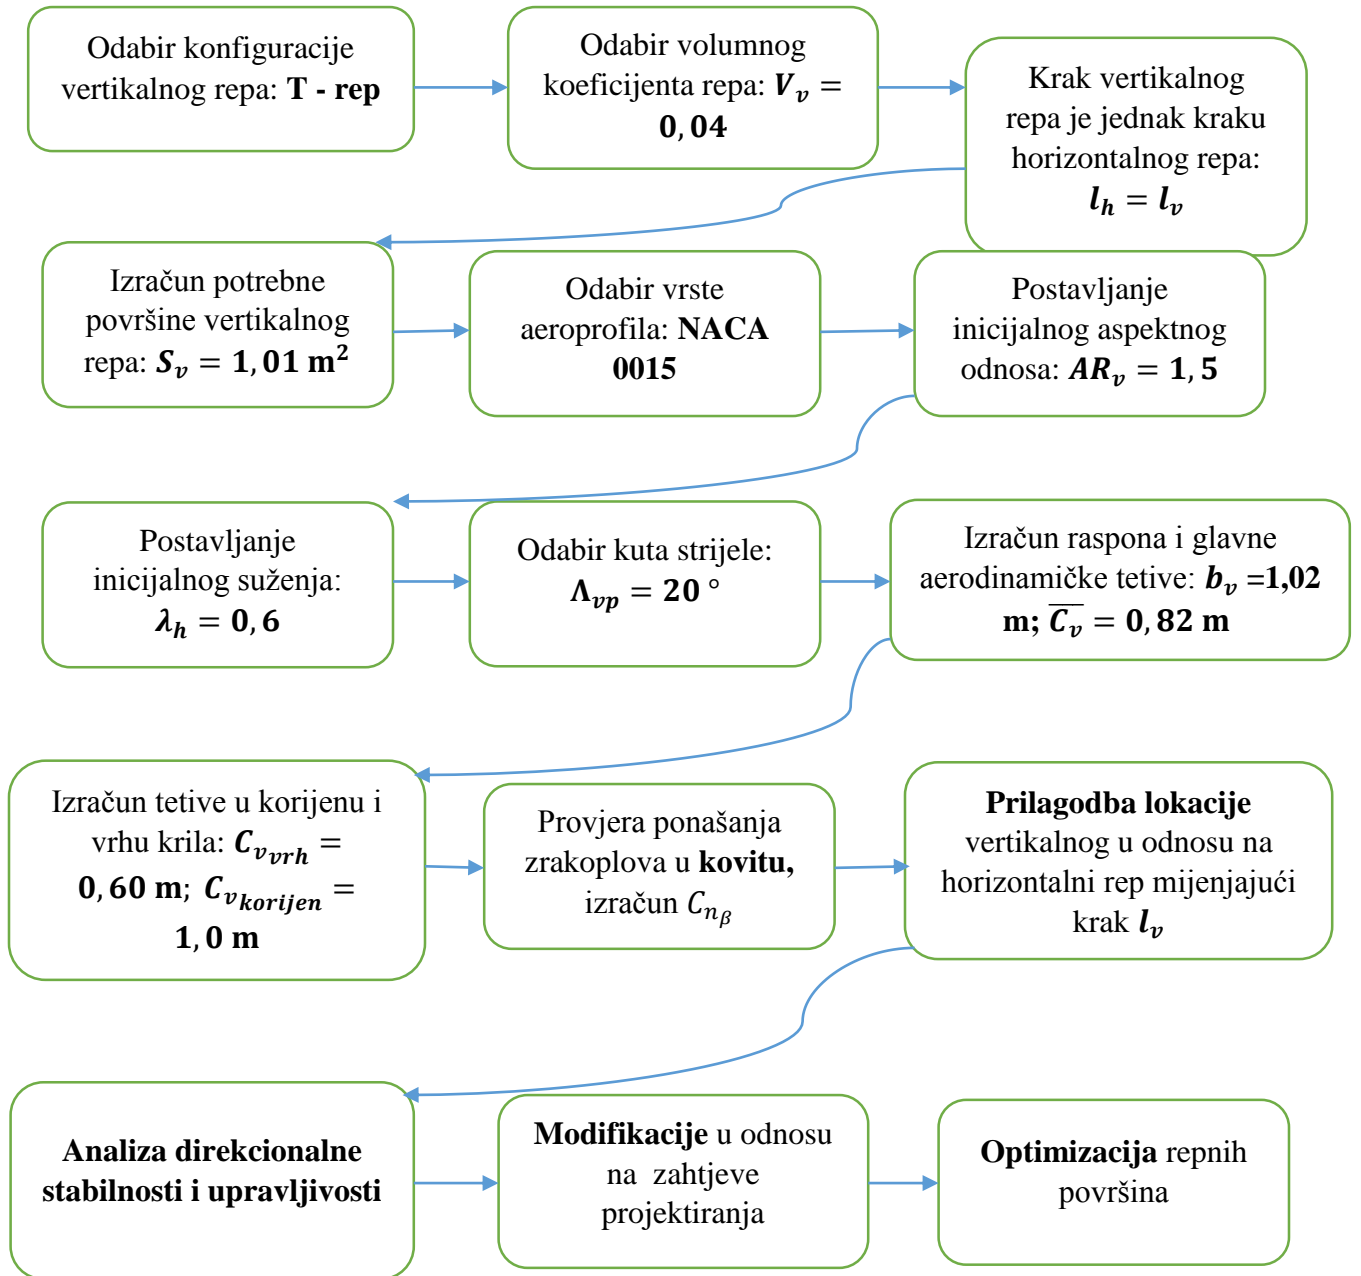 Odabir konfiguracije
vertikalnog repa: T - rep
Odabir volumnog
koeficijenta repa: V_v =
0,04
Krak vertikalnog
repa je jednak kraku
horizontalnog repa:
l_h = l_v
Izračun potrebne
površine vertikalnog
repa: S_v = 1,01 m²
Odabir vrste
aeroprofila: NACA
0015
Postavljanje
inicijalnog aspektnog
odnosa: AR_v = 1,5
Postavljanje
inicijalnog suženja:
λ_h = 0,6
Odabir kuta strijele:
Λ_vp = 20 °
Izračun raspona i glavne
aerodinamičke tetive: b_v =1,02
m; C̅_v = 0,82 m
Izračun tetive u korijenu i
vrhu krila: C_v_vrh =
0,60 m; C_v_korijen =
1,0 m
Provjera ponašanja
zrakoplova u kovitu,
izračun C_n_β
Prilagodba lokacije
vertikalnog u odnosu na
horizontalni rep mijenjajući
krak l_v
Analiza direkcionalne
stabilnosti i upravljivosti
Modifikacije u odnosu
na zahtjeve
projektiranja
Optimizacija repnih
površina